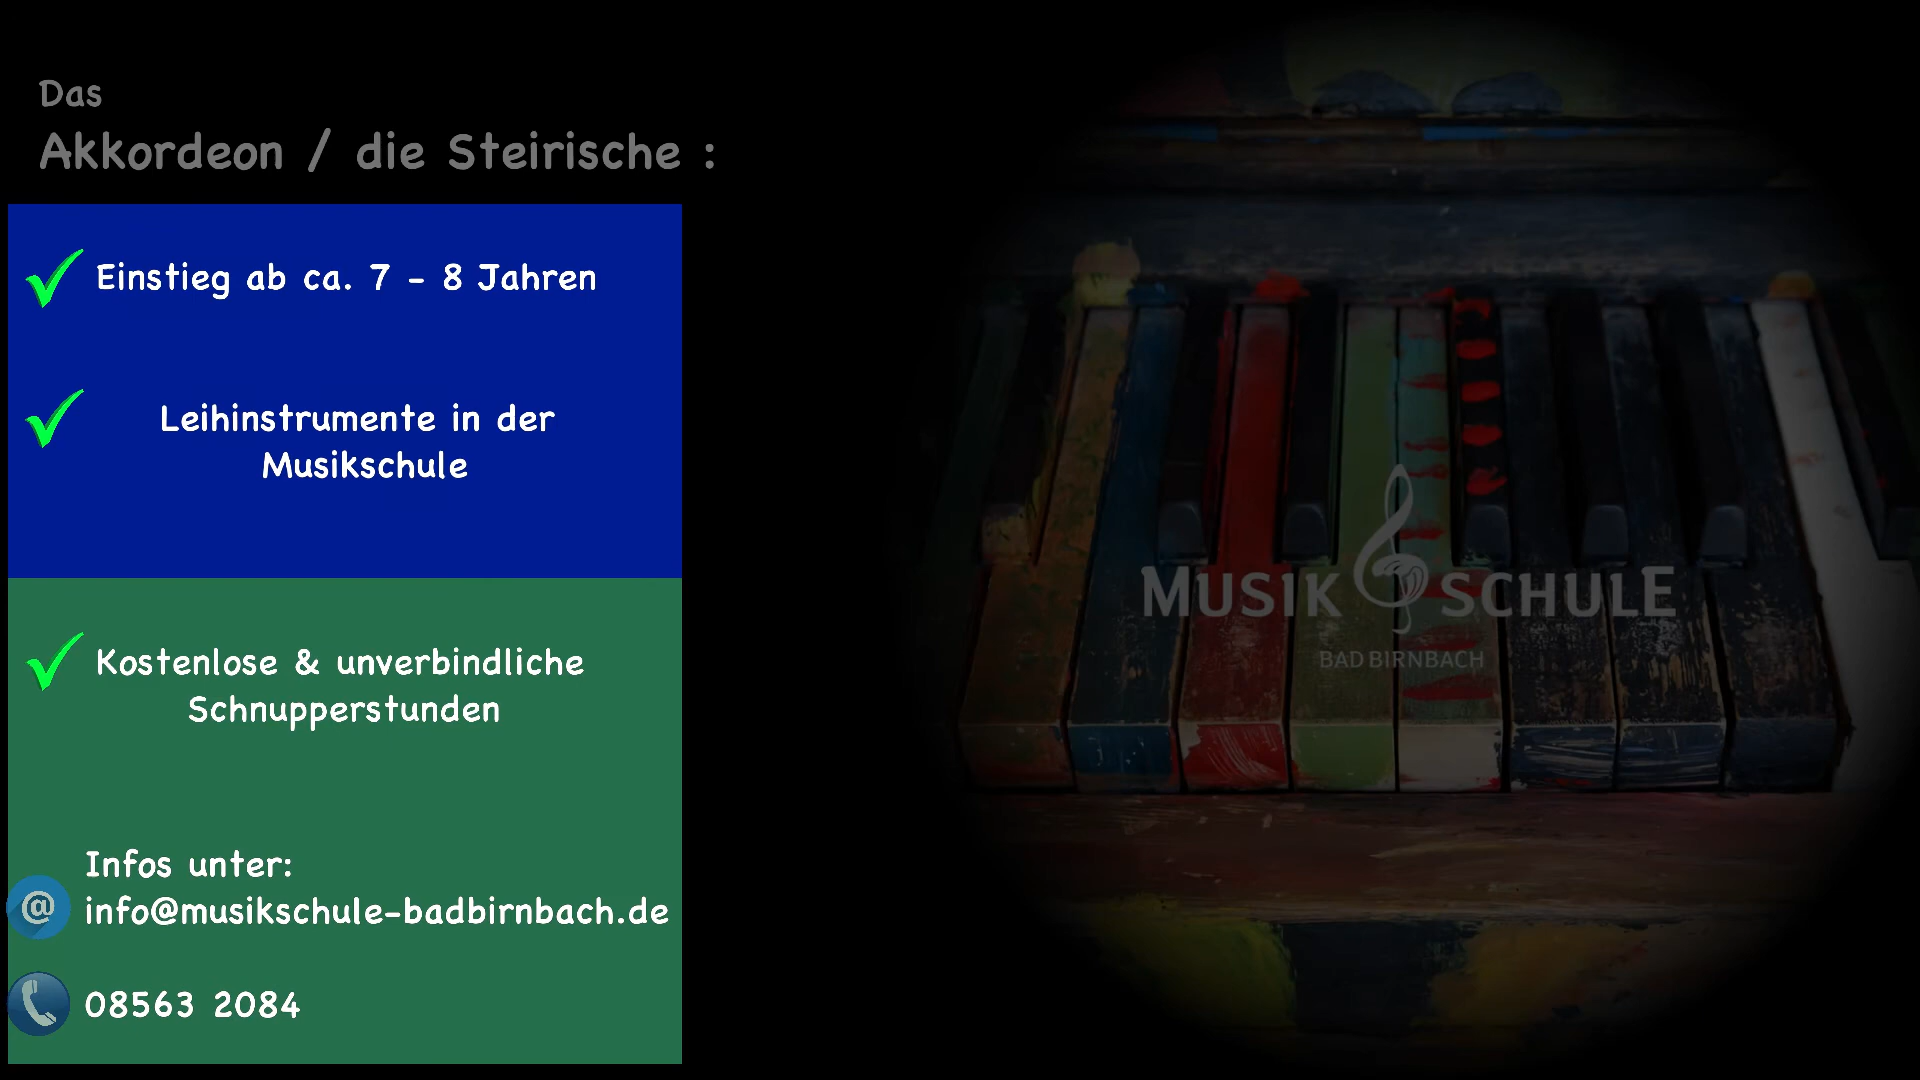 Das
Akkordeon / die Steirische :
Einstieg ab ca. 7 - 8 Jahren
Leihinstrumente in der
Musikschule
Kostenlose & unverbindliche
Schnupperstunden
Infos unter:
@ info@musikschule-badbirnbach.de
08563 2084
MUSIK SCHULE
BAD BIRNBACH